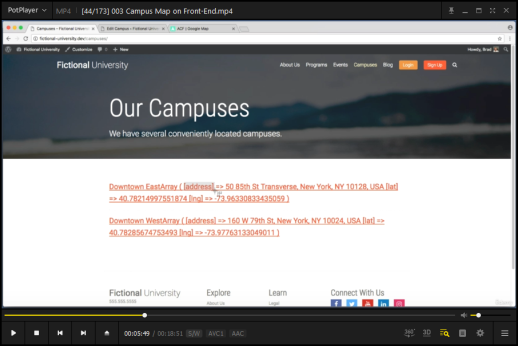 PotPlayer MP4 [44/173] 003 Campus Map on Front-End.mp4
Campuses – Fictional Univers Edit Campus ‹ Fictional Univer ACF | Google Map
fictional-university.dev/campuses/
Fictional University Customize 0 New Howdy, Brad
Fictional University About Us Programs Events Campuses Blog Login Sign Up
Our Campuses
We have several conveniently located campuses.
Downtown EastArray ( [address] => 50 85th St Transverse, New York, NY 10128, USA [lat]
=> 40.78214997551874 [lng] => -73.96330833435059 )
Downtown WestArray ( [address] => 160 W 79th St, New York, NY 10024, USA [lat] =>
40.78285674753493 [lng] => -73.97763133049011 )
Fictional University Explore Learn Connect With Us
555.555.5555 About Us Legal
00:05:49 / 00:18:51 S/W AVC1 AAC 360° 3D